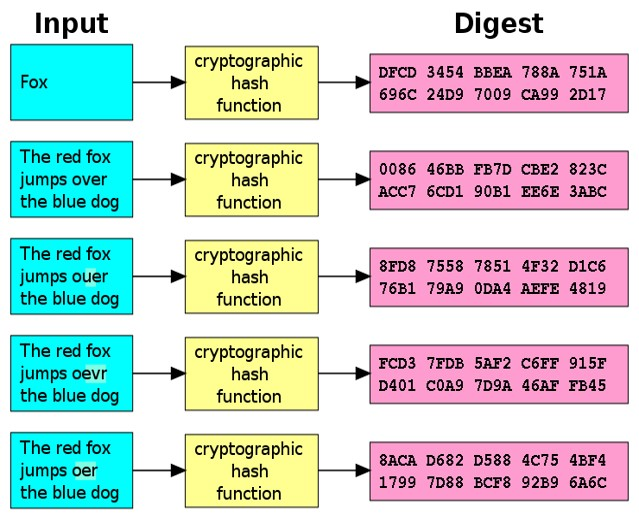 Input
Digest
Fox
cryptographic
hash
function
DFCD 3454 BBEA 788A 751A
696C 24D9 7009 CA99 2D17
The red fox
jumps over
the blue dog
cryptographic
hash
function
0086 46BB FB7D CBE2 823C
ACC7 6CD1 90B1 EE6E 3ABC
The red fox
jumps ouer
the blue dog
cryptographic
hash
function
8FD8 7558 7851 4F32 D1C6
76B1 79A9 0DA4 AEFE 4819
The red fox
jumps oevr
the blue dog
cryptographic
hash
function
FCD3 7FDB 5AF2 C6FF 915F
D401 C0A9 7D9A 46AF FB45
The red fox
jumps oer
the blue dog
cryptographic
hash
function
8ACA D682 D588 4C75 4BF4
1799 7D88 BCF8 92B9 6A6C